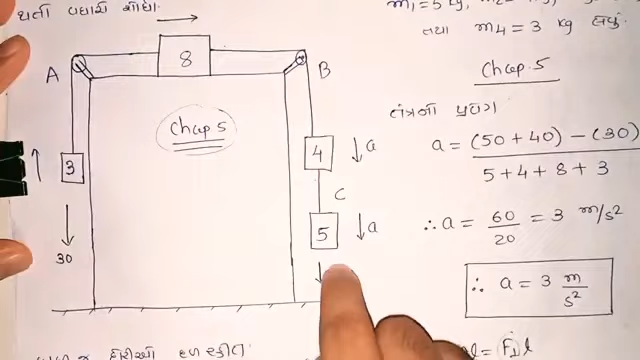 વધારો શોધો.
8
A
B
Chap 5
3
30
4
a
C
5
a
m₁ = 5 kg,
તથા m₄ = 3 kg લેવું.
Chap. 5
તંત્રનો પ્રવેગ
a = (50 + 40) − (30)
5 + 4 + 8 + 3
∴ a = 60/20 = 3 m/s²
∴ a = 3 m/s²